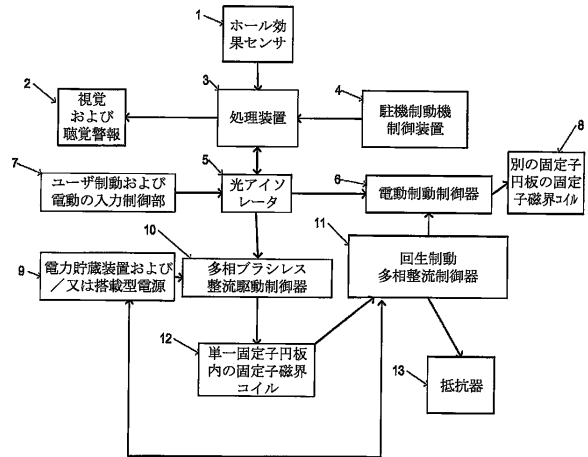 1
ホール効
果センサ
2
視覚
および
聴覚警報
3
処理装置
4
駐機制動機
制御装置
8
別の固定子
円板の固定
子磁界コイル
7
ユーザ制動および
電動の入力制御部
5
光アイソ
レータ
6
電動制動制御器
10
11
9
電力貯蔵装置および
/又は搭載型電源
多相ブラシレス
整流駆動制御器
回生制動
多相整流制御器
12
単一固定子円板
内の固定子磁界
コイル
13
抵抗器